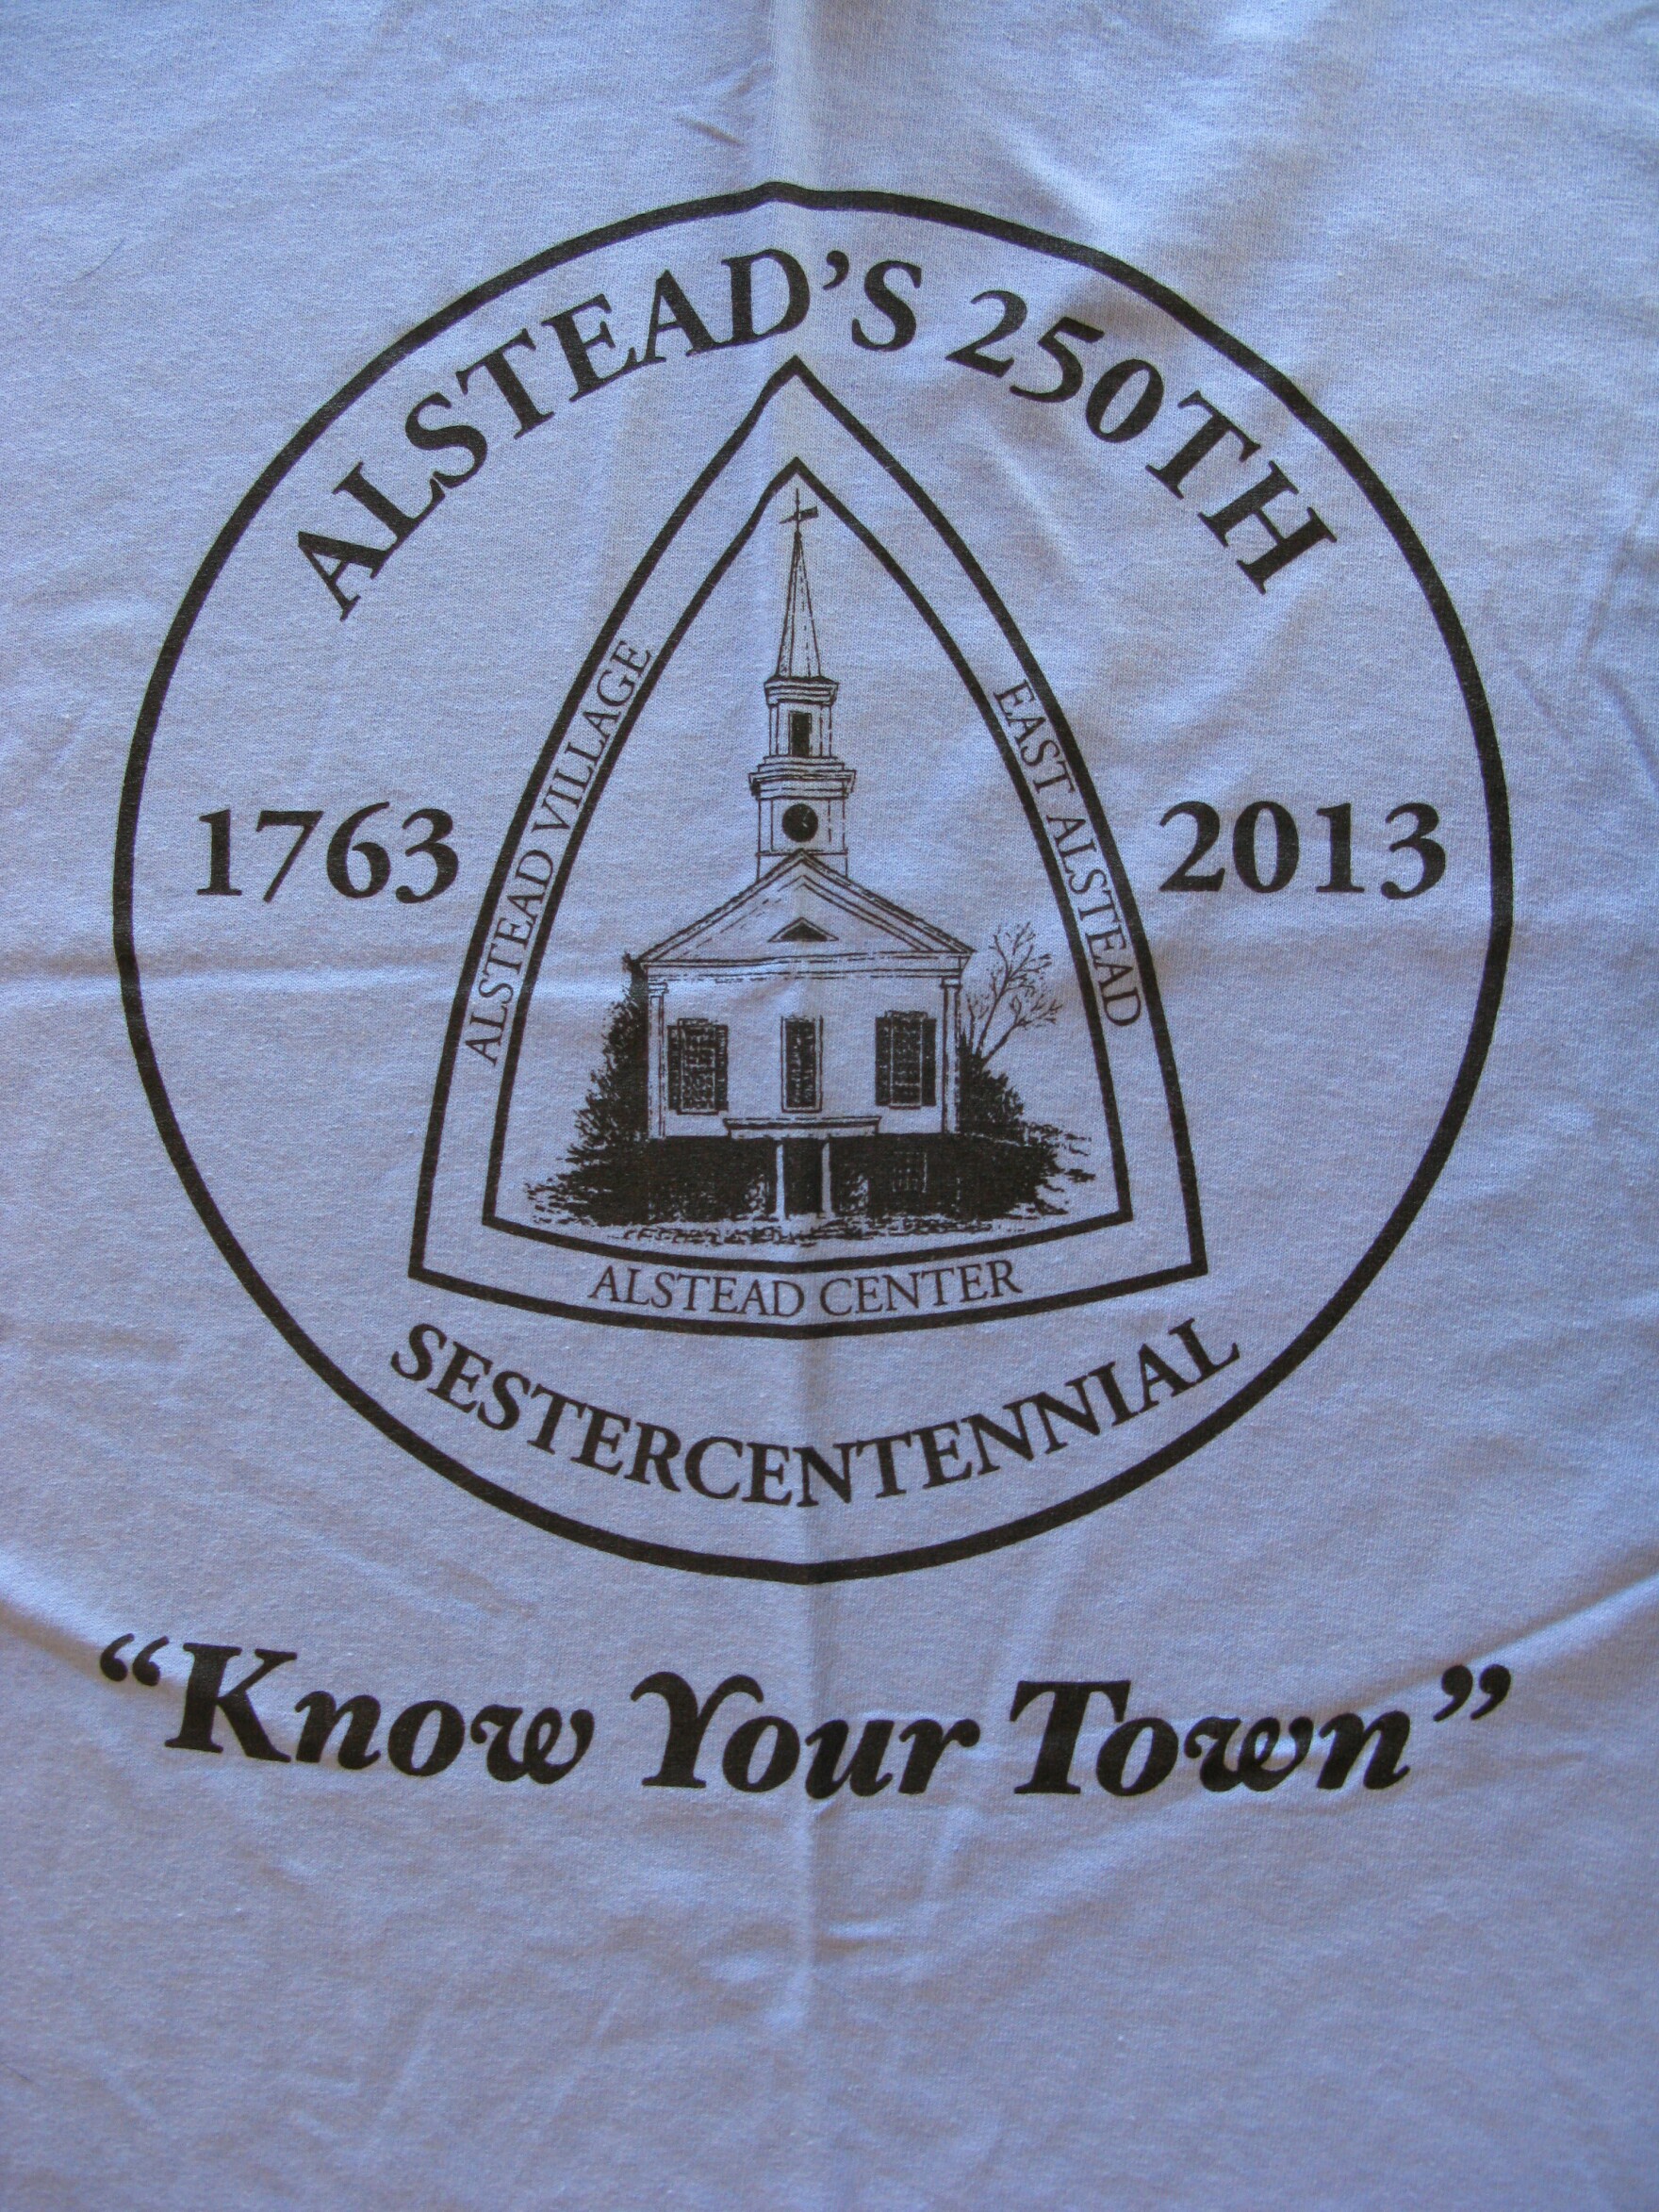 ALSTEAD’S 250TH
1763
2013
ALSTEAD VILLAGE
EAST ALSTEAD
ALSTEAD CENTER
SESTERCENTENNIAL
“Know Your Town”